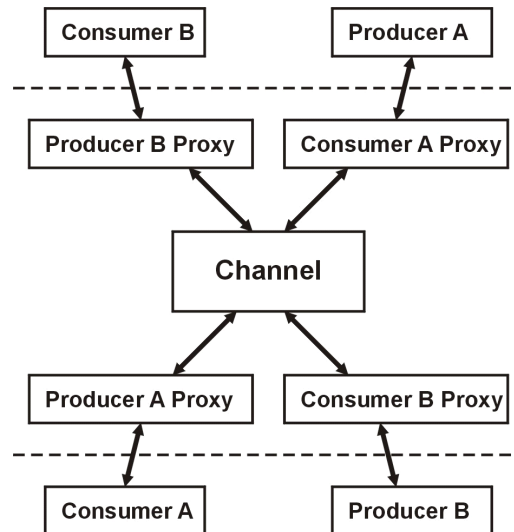 Consumer B
Producer A
Producer B Proxy
Consumer A Proxy
Channel
Producer A Proxy
Consumer B Proxy
Consumer A
Producer B